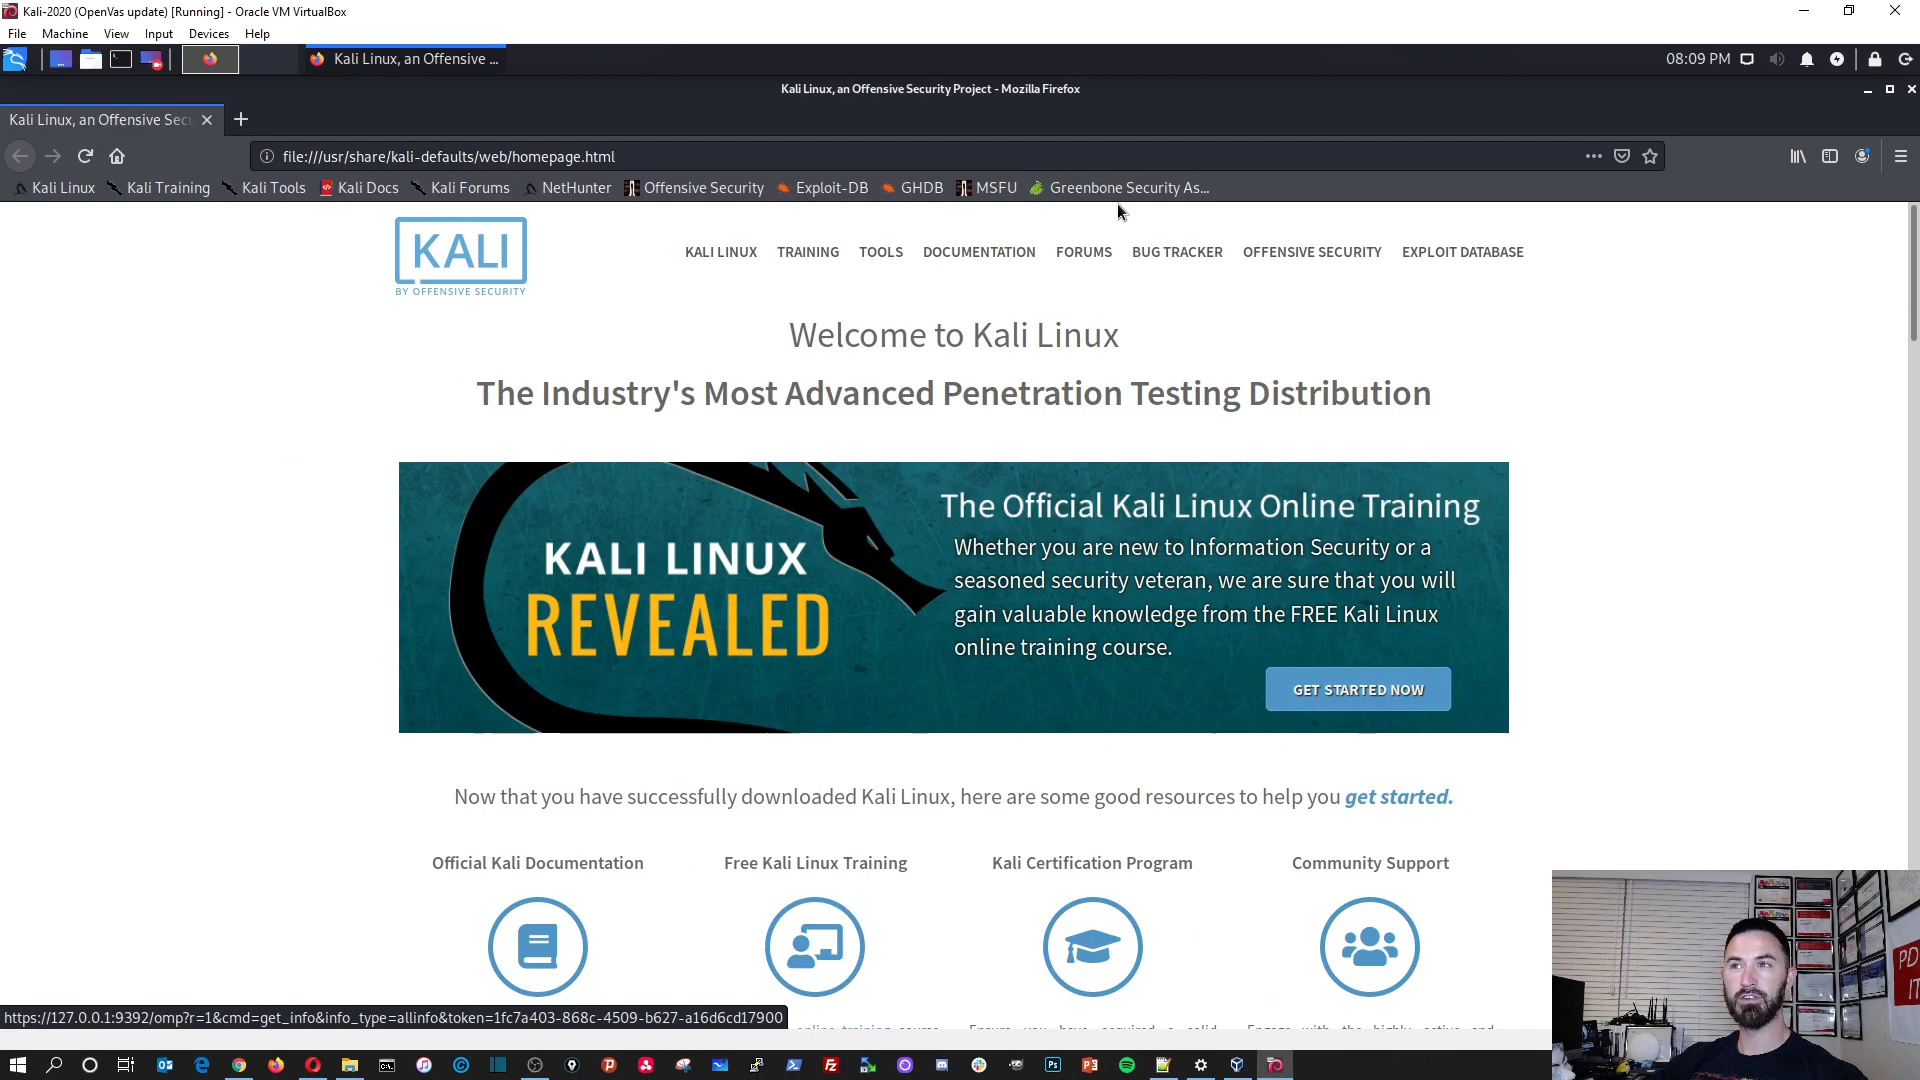 Kali-2020 (OpenVas update) [Running] - Oracle VM VirtualBox
File Machine View Input Devices Help
Kali Linux, an Offensive ...
08:09 PM
Kali Linux, an Offensive Security Project - Mozilla Firefox
Kali Linux, an Offensive Secu
file:///usr/share/kali-defaults/web/homepage.html
Kali Linux Kali Training Kali Tools Kali Docs Kali Forums NetHunter Offensive Security Exploit-DB GHDB MSFU Greenbone Security As...
KALI
BY OFFENSIVE SECURITY
KALI LINUX TRAINING TOOLS DOCUMENTATION FORUMS BUG TRACKER OFFENSIVE SECURITY EXPLOIT DATABASE
Welcome to Kali Linux
The Industry's Most Advanced Penetration Testing Distribution
KALI LINUX
REVEALED
The Official Kali Linux Online Training
Whether you are new to Information Security or a
seasoned security veteran, we are sure that you will
gain valuable knowledge from the FREE Kali Linux
online training course.
GET STARTED NOW
Now that you have successfully downloaded Kali Linux, here are some good resources to help you get started.
Official Kali Documentation Free Kali Linux Training Kali Certification Program Community Support
https://127.0.0.1:9392/omp?r=1&cmd=get_info&info_type=allinfo&token=1fc7a403-868c-4509-b627-a16d6cd17900
PD
IT